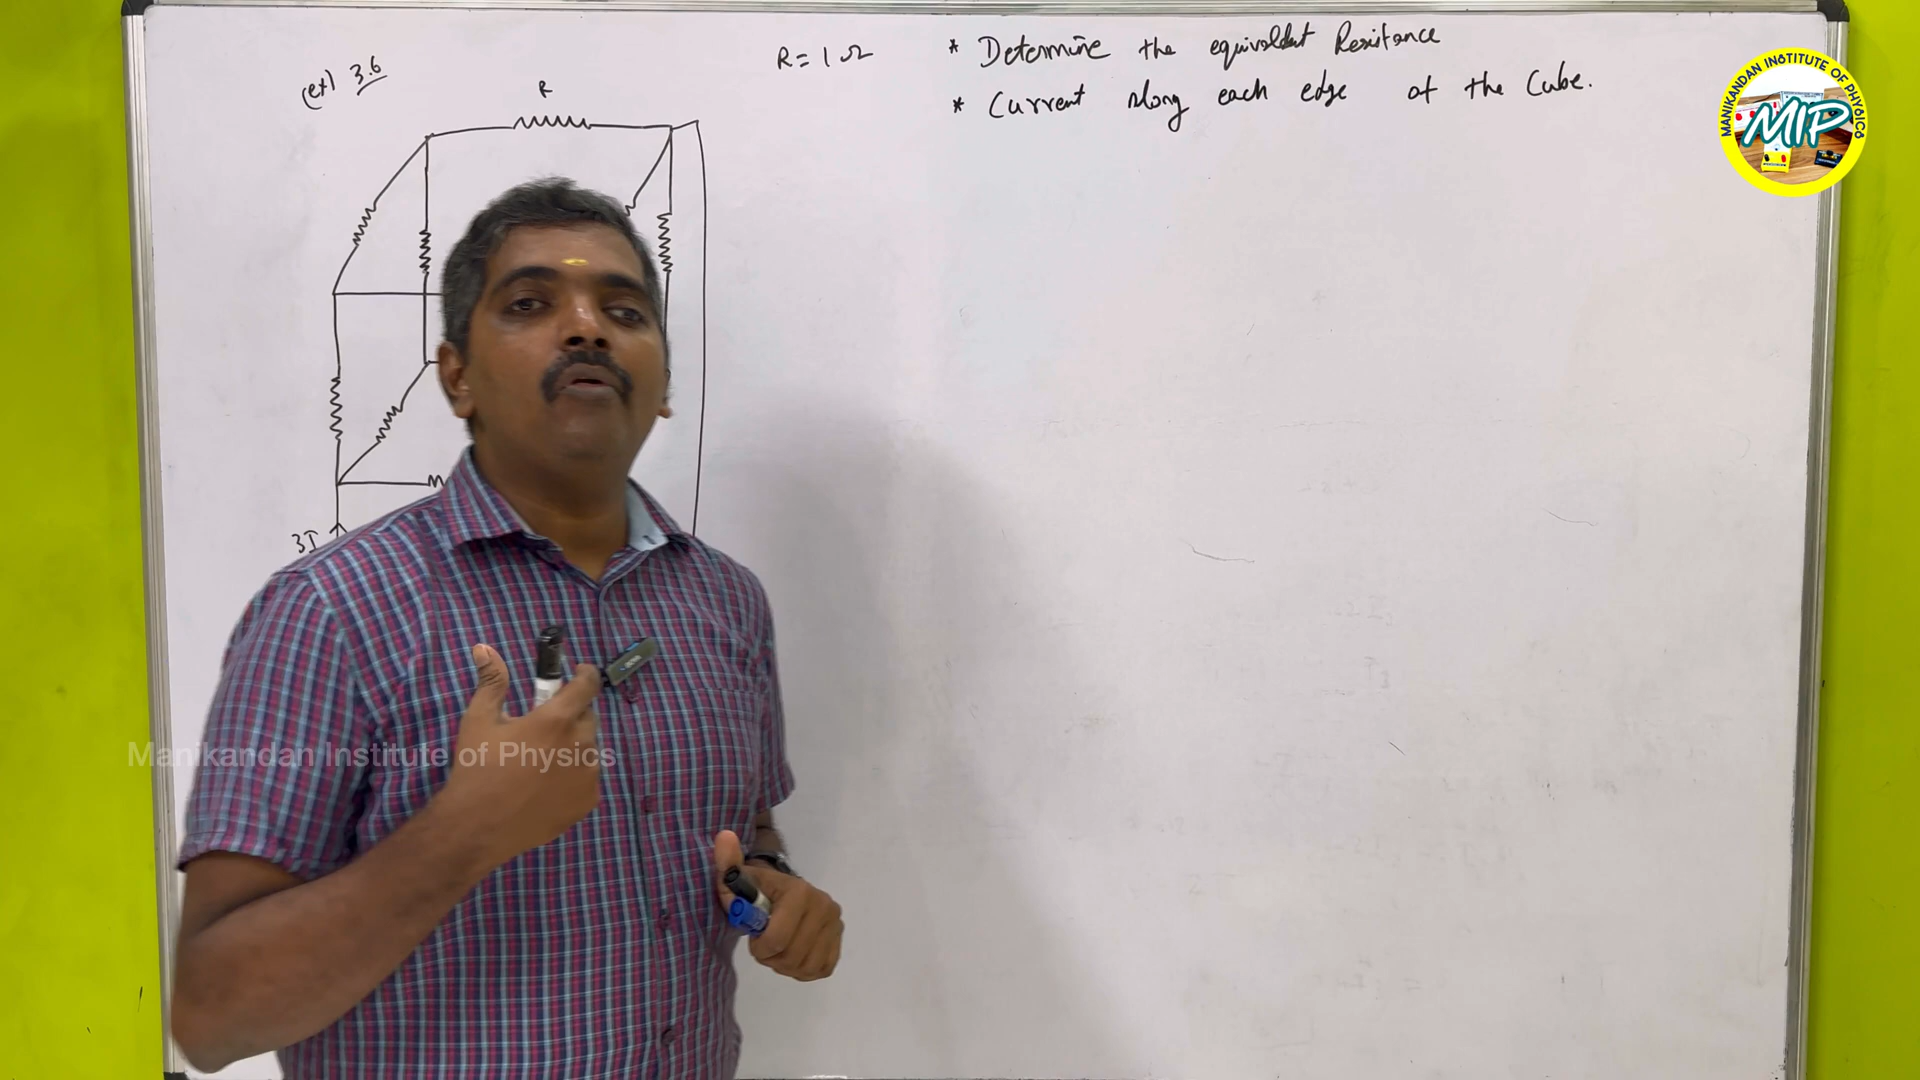 (ex) 3.6
R
R = 1 Ω
* Determine the equivalent Resistance
* Current along each edge of the Cube.
3I
MANIKANDAN INSTITUTE OF PHYSICS
MIP
Manikandan Institute of Physics